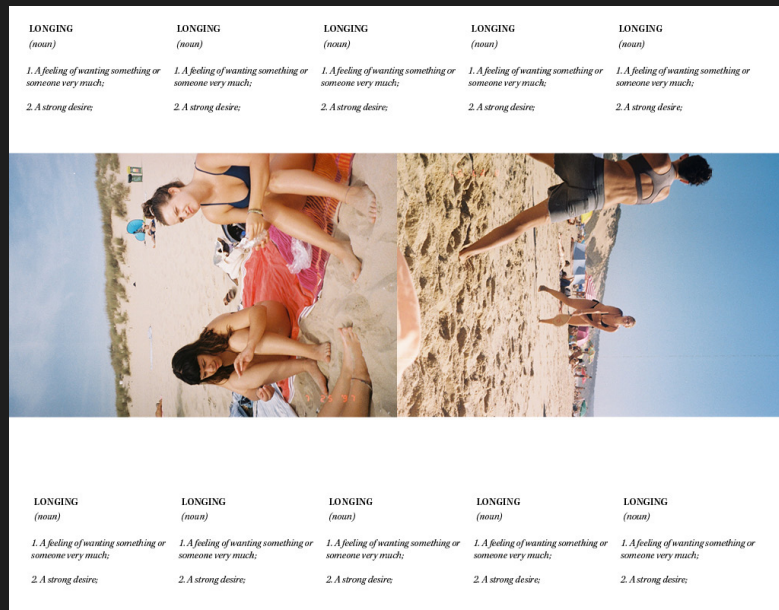 LONGING
(noun)
1. A feeling of wanting something or
someone very much;
2. A strong desire;
LONGING
(noun)
1. A feeling of wanting something or
someone very much;
2. A strong desire;
LONGING
(noun)
1. A feeling of wanting something or
someone very much;
2. A strong desire;
LONGING
(noun)
1. A feeling of wanting something or
someone very much;
2. A strong desire;
LONGING
(noun)
1. A feeling of wanting something or
someone very much;
2. A strong desire;
LONGING
(noun)
1. A feeling of wanting something or
someone very much;
2. A strong desire;
LONGING
(noun)
1. A feeling of wanting something or
someone very much;
2. A strong desire;
LONGING
(noun)
1. A feeling of wanting something or
someone very much;
2. A strong desire;
LONGING
(noun)
1. A feeling of wanting something or
someone very much;
2. A strong desire;
LONGING
(noun)
1. A feeling of wanting something or
someone very much;
2. A strong desire;